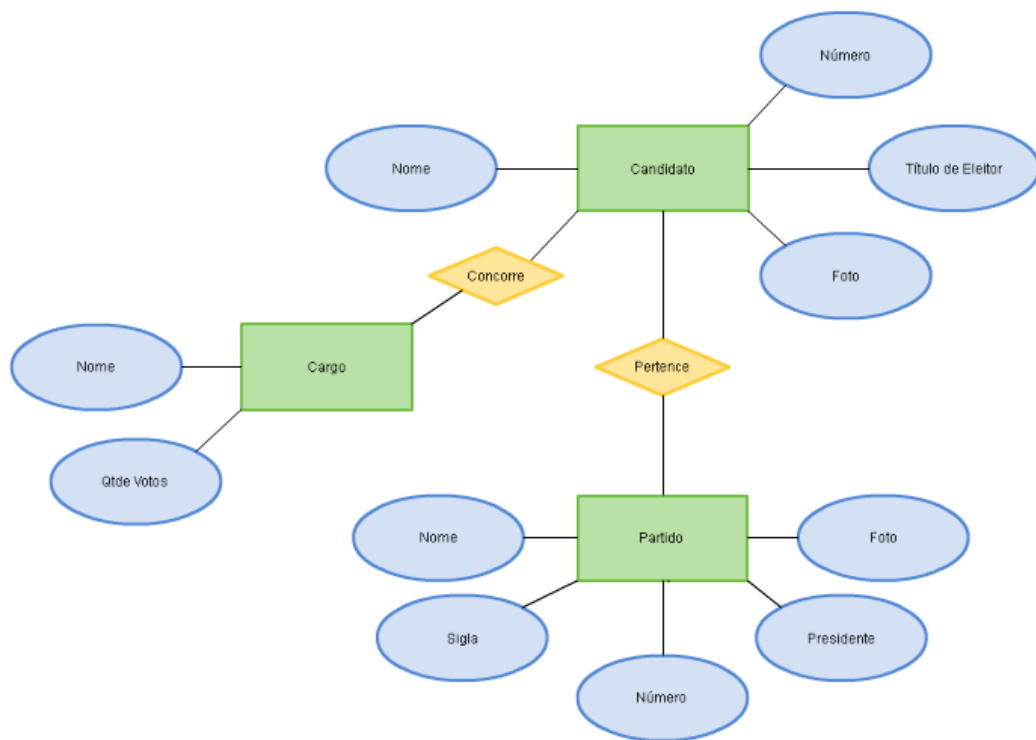 Número
Nome
Candidato
Título de Eleitor
Concorre
Foto
Nome
Cargo
Pertence
Qtde Votos
Nome
Partido
Foto
Sigla
Presidente
Número